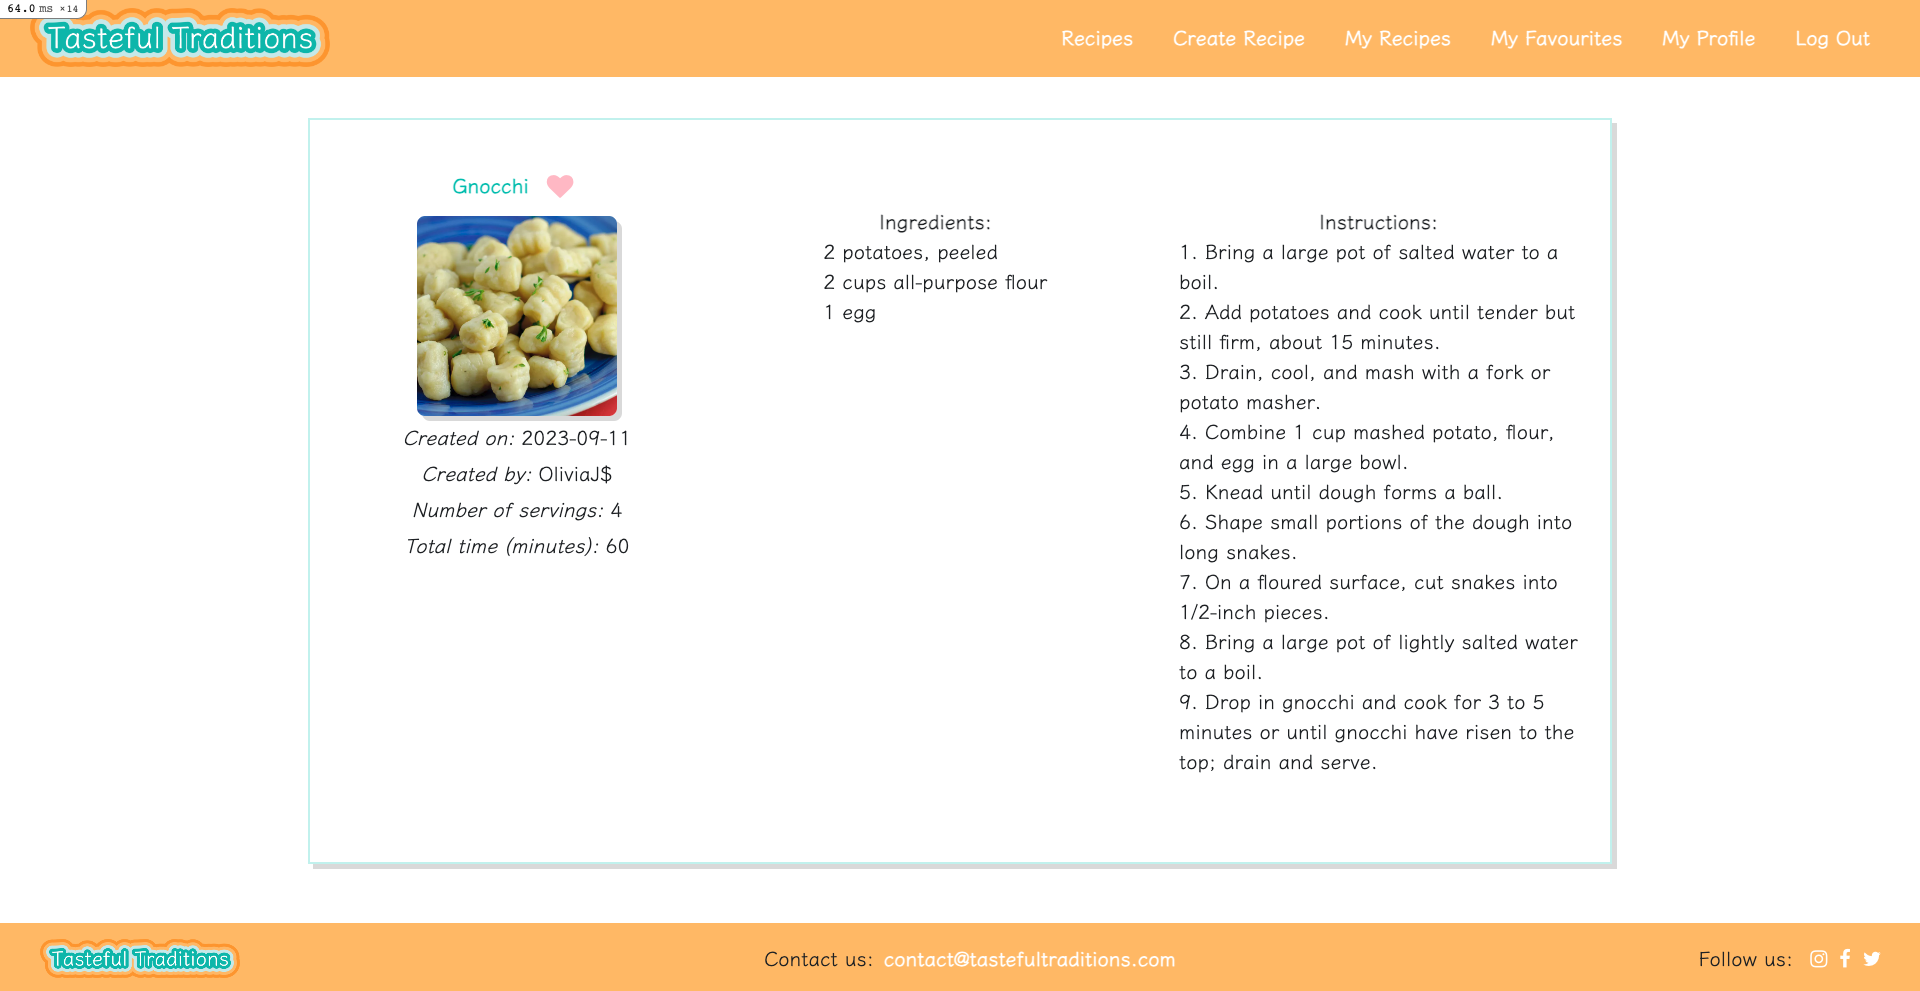 64.0 ms ×14
Tasteful Traditions
Recipes
Create Recipe
My Recipes
My Favourites
My Profile
Log Out
Gnocchi
Created on: 2023-09-11
Created by: OliviaJ$
Number of servings: 4
Total time (minutes): 60
Ingredients:
2 potatoes, peeled
2 cups all-purpose flour
1 egg
Instructions:
1. Bring a large pot of salted water to a
boil.
2. Add potatoes and cook until tender but
still firm, about 15 minutes.
3. Drain, cool, and mash with a fork or
potato masher.
4. Combine 1 cup mashed potato, flour,
and egg in a large bowl.
5. Knead until dough forms a ball.
6. Shape small portions of the dough into
long snakes.
7. On a floured surface, cut snakes into
1/2-inch pieces.
8. Bring a large pot of lightly salted water
to a boil.
9. Drop in gnocchi and cook for 3 to 5
minutes or until gnocchi have risen to the
top; drain and serve.
Tasteful Traditions
Contact us: contact@tastefultraditions.com
Follow us: